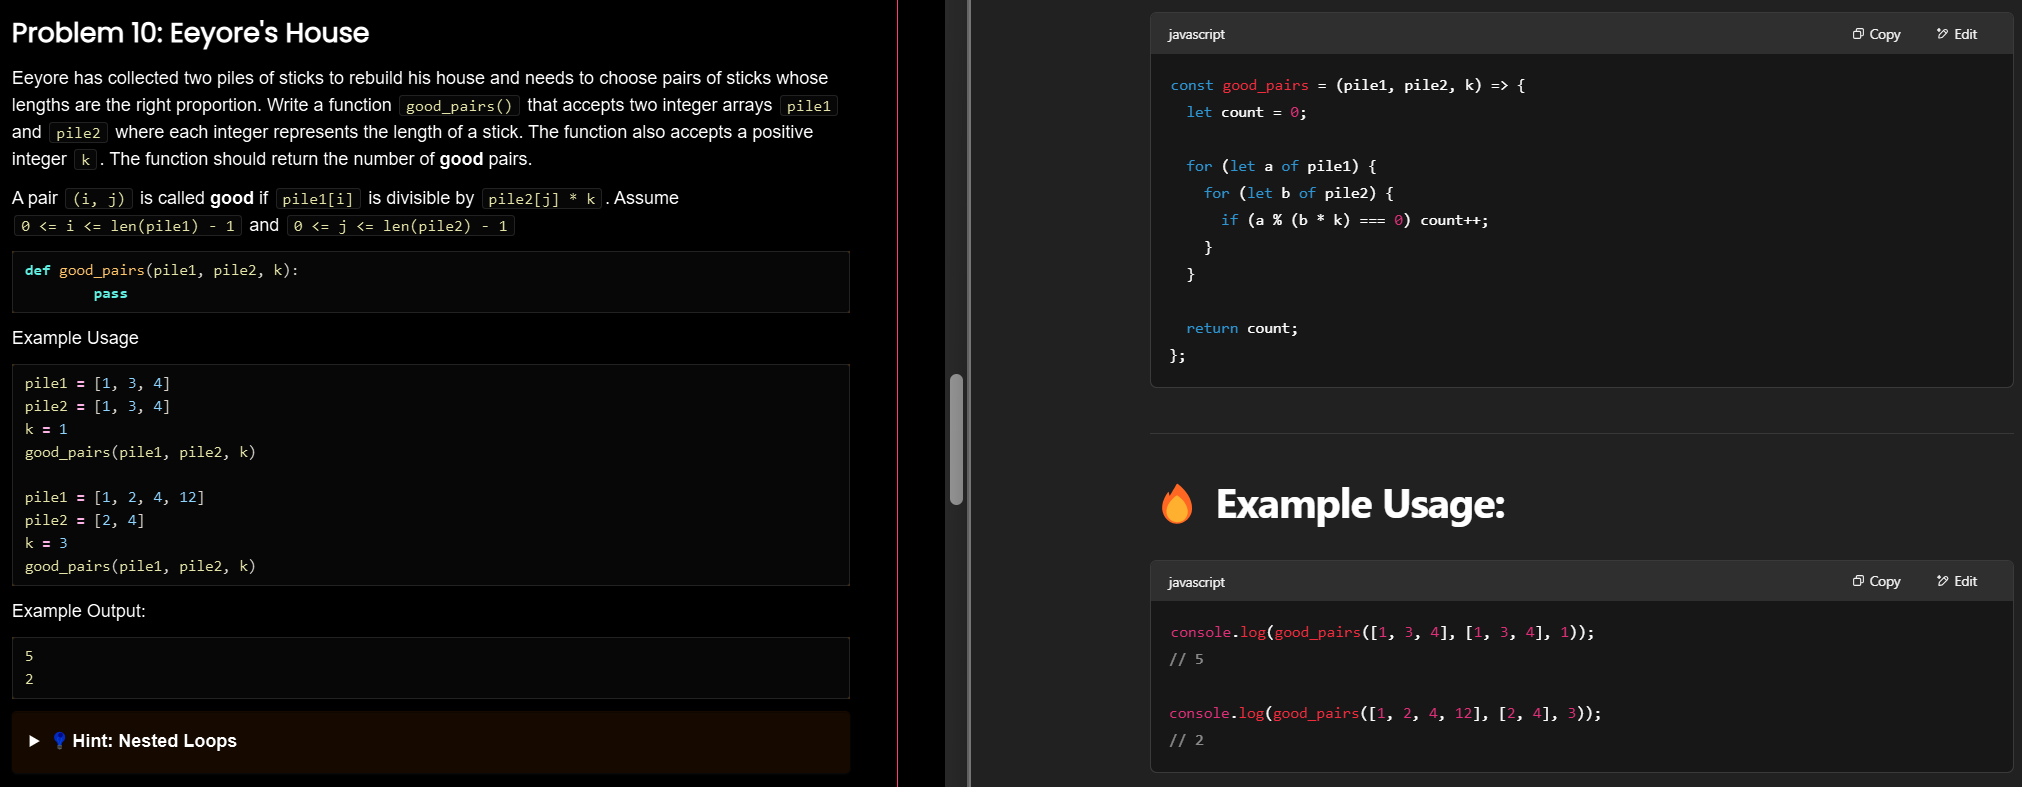 Problem 10: Eeyore's House
Eeyore has collected two piles of sticks to rebuild his house and needs to choose pairs of sticks whose
lengths are the right proportion. Write a function good_pairs() that accepts two integer arrays pile1
and pile2 where each integer represents the length of a stick. The function also accepts a positive
integer k . The function should return the number of good pairs.
A pair (i, j) is called good if pile1[i] is divisible by pile2[j] * k . Assume
0 <= i <= len(pile1) - 1 and 0 <= j <= len(pile2) - 1
def good_pairs(pile1, pile2, k):
        pass
Example Usage
pile1 = [1, 3, 4]
pile2 = [1, 3, 4]
k = 1
good_pairs(pile1, pile2, k)

pile1 = [1, 2, 4, 12]
pile2 = [2, 4]
k = 3
good_pairs(pile1, pile2, k)
Example Output:
5
2
▶ 💡 Hint: Nested Loops
javascript
Copy
Edit
const good_pairs = (pile1, pile2, k) => {
  let count = 0;

  for (let a of pile1) {
    for (let b of pile2) {
      if (a % (b * k) === 0) count++;
    }
  }

  return count;
};
🔥 Example Usage:
javascript
Copy
Edit
console.log(good_pairs([1, 3, 4], [1, 3, 4], 1));
// 5

console.log(good_pairs([1, 2, 4, 12], [2, 4], 3));
// 2